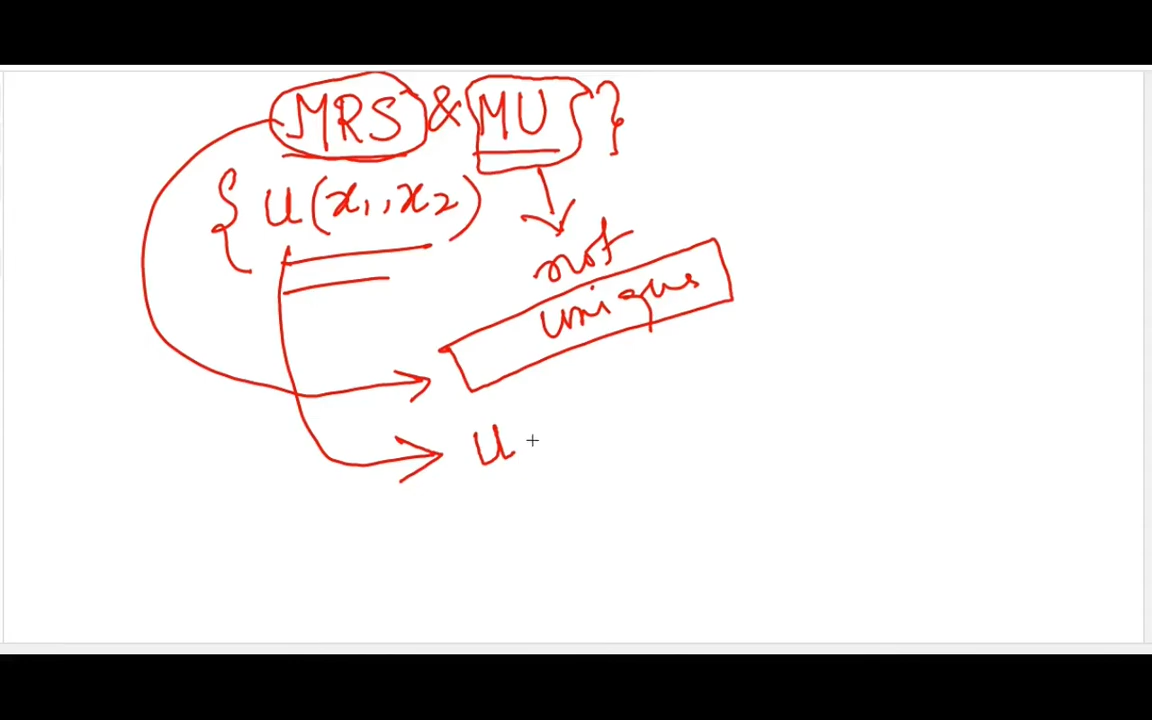 MRS & MU }
{ u(x1, x2)
not
unique
u